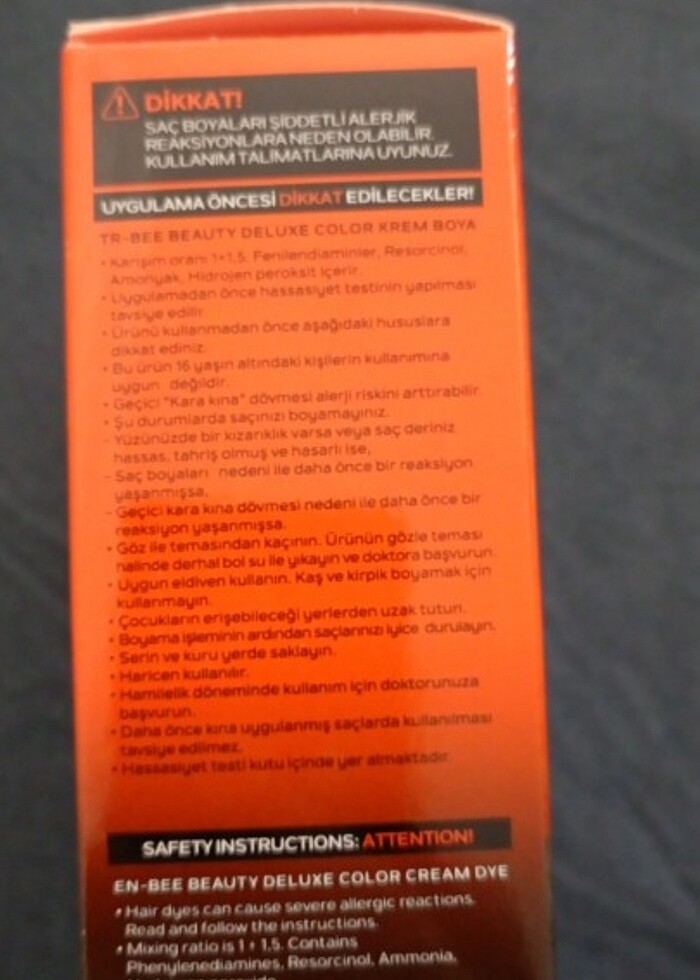 DİKKAT!
SAÇ BOYALARI ŞİDDETLİ ALERJİK
REAKSİYONLARA NEDEN OLABİLİR.
KULLANIM TALİMATLARINA UYUNUZ.
UYGULAMA ÖNCESİ DİKKAT EDİLECEKLER!
TR-BEE BEAUTY DELUXE COLOR KREM BOYA
• Karışım oranı 1+1,5. Fenilendiaminler, Resorcinol,
Amonyak, Hidrojen peroksit içerir.
• Uygulamadan önce hassasiyet testinin yapılması
tavsiye edilir.
• Ürünü kullanmadan önce aşağıdaki hususlara
dikkat ediniz.
• Bu ürün 16 yaşın altındaki kişilerin kullanımına
uygun değildir.
• Geçici "Kara kına" dövmesi alerji riskini arttırabilir.
• Şu durumlarda saçınızı boyamayınız.
- Yüzünüzde bir kızarıklık varsa veya saç deriniz
hassas, tahriş olmuş ve hasarlı ise,
- Saç boyaları nedeni ile daha önce bir reaksiyon
yaşanmışsa,
- Geçici kara kına dövmesi nedeni ile daha önce bir
reaksiyon yaşanmışsa.
• Göz ile temasından kaçının. Ürünün gözle teması
halinde derhal bol su ile yıkayın ve doktora başvurun.
• Uygun eldiven kullanın. Kaş ve kirpik boyamak için
kullanmayın.
• Çocukların erişebileceği yerlerden uzak tutun.
• Boyama işleminin ardından saçlarınızı iyice durulayın.
• Serin ve kuru yerde saklayın.
• Haricen kullanılır.
• Hamilelik döneminde kullanım için doktorunuza
başvurun.
• Daha önce kına uygulanmış saçlarda kullanılması
tavsiye edilmez.
• Hassasiyet testi kutu içinde yer almaktadır.
SAFETY INSTRUCTIONS: ATTENTION!
EN-BEE BEAUTY DELUXE COLOR CREAM DYE
• Hair dyes can cause severe allergic reactions.
Read and follow the instructions.
• Mixing ratio is 1 + 1,5. Contains
Phenylenediamines, Resorcinol, Ammonia,